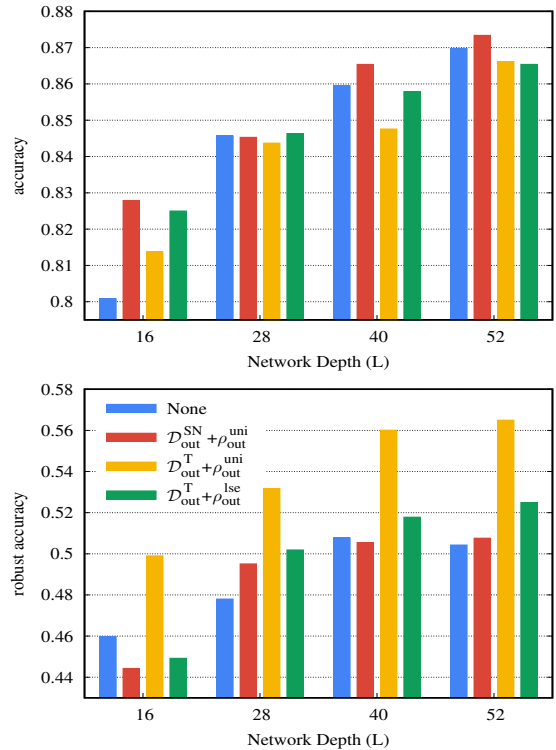 0.87
0.86
0.85
0.84
0.83
0.82
0.81
0.8
accuracy
16 28 40 52
Network Depth (L)
0.58
0.56
0.54
0.52
0.5
0.48
0.46
0.44
robust accuracy
None
𝒟_out^SN + ρ_out^uni
𝒟_out^T + ρ_out^uni
𝒟_out^T + ρ_out^lse
16 28 40 52
Network Depth (L)